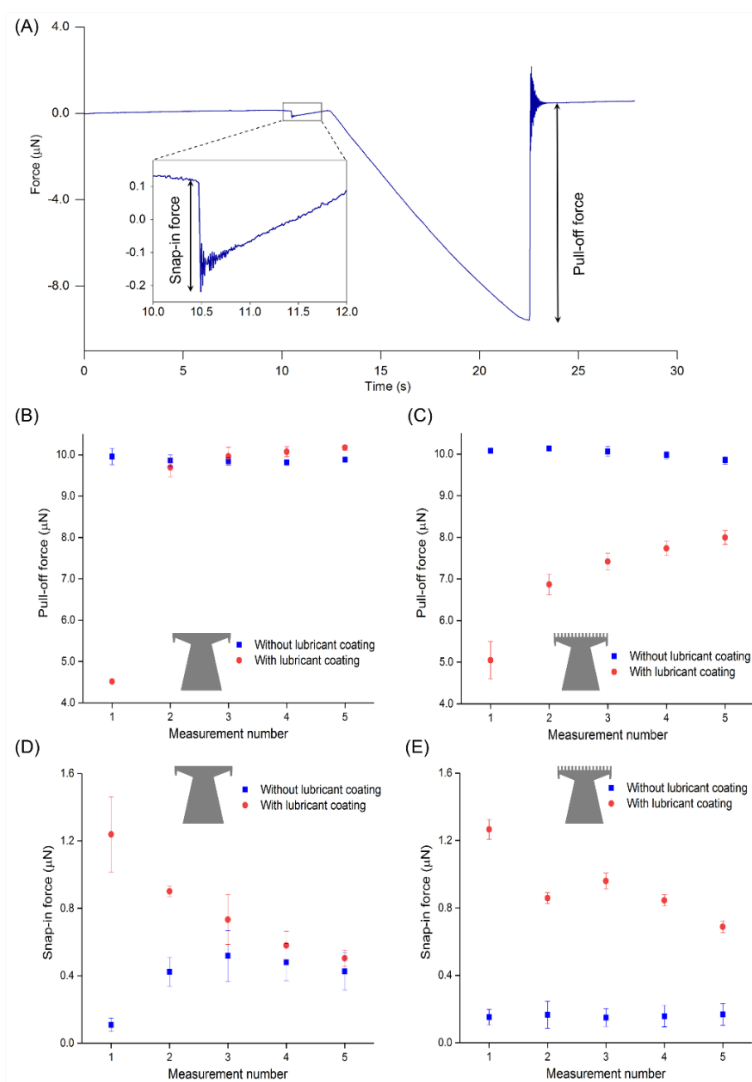 (A)
4.0
0.0
-4.0
-8.0
Force (μN)
0.1
0.0
-0.1
-0.2
Snap-in force
10.0 10.5 11.0 11.5 12.0
Pull-off force
0 5 10 15 20 25 30
Time (s)
(B)
10.0
9.0
8.0
7.0
6.0
5.0
4.0
Pull-off force (μN)
Without lubricant coating
With lubricant coating
1 2 3 4 5
Measurement number
(C)
10.0
9.0
8.0
7.0
6.0
5.0
4.0
Pull-off force (μN)
Without lubricant coating
With lubricant coating
1 2 3 4 5
Measurement number
(D)
1.6
1.2
0.8
0.4
0.0
Snap-in force (μN)
Without lubricant coating
With lubricant coating
1 2 3 4 5
Measurement number
(E)
1.6
1.2
0.8
0.4
0.0
Snap-in force (μN)
Without lubricant coating
With lubricant coating
1 2 3 4 5
Measurement number